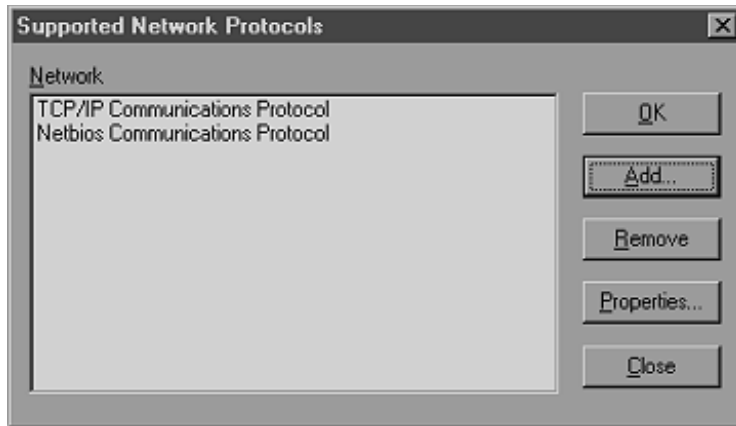 Supported Network Protocols
Network
TCP/IP Communications Protocol
Netbios Communications Protocol
OK
Add...
Remove
Properties...
Close